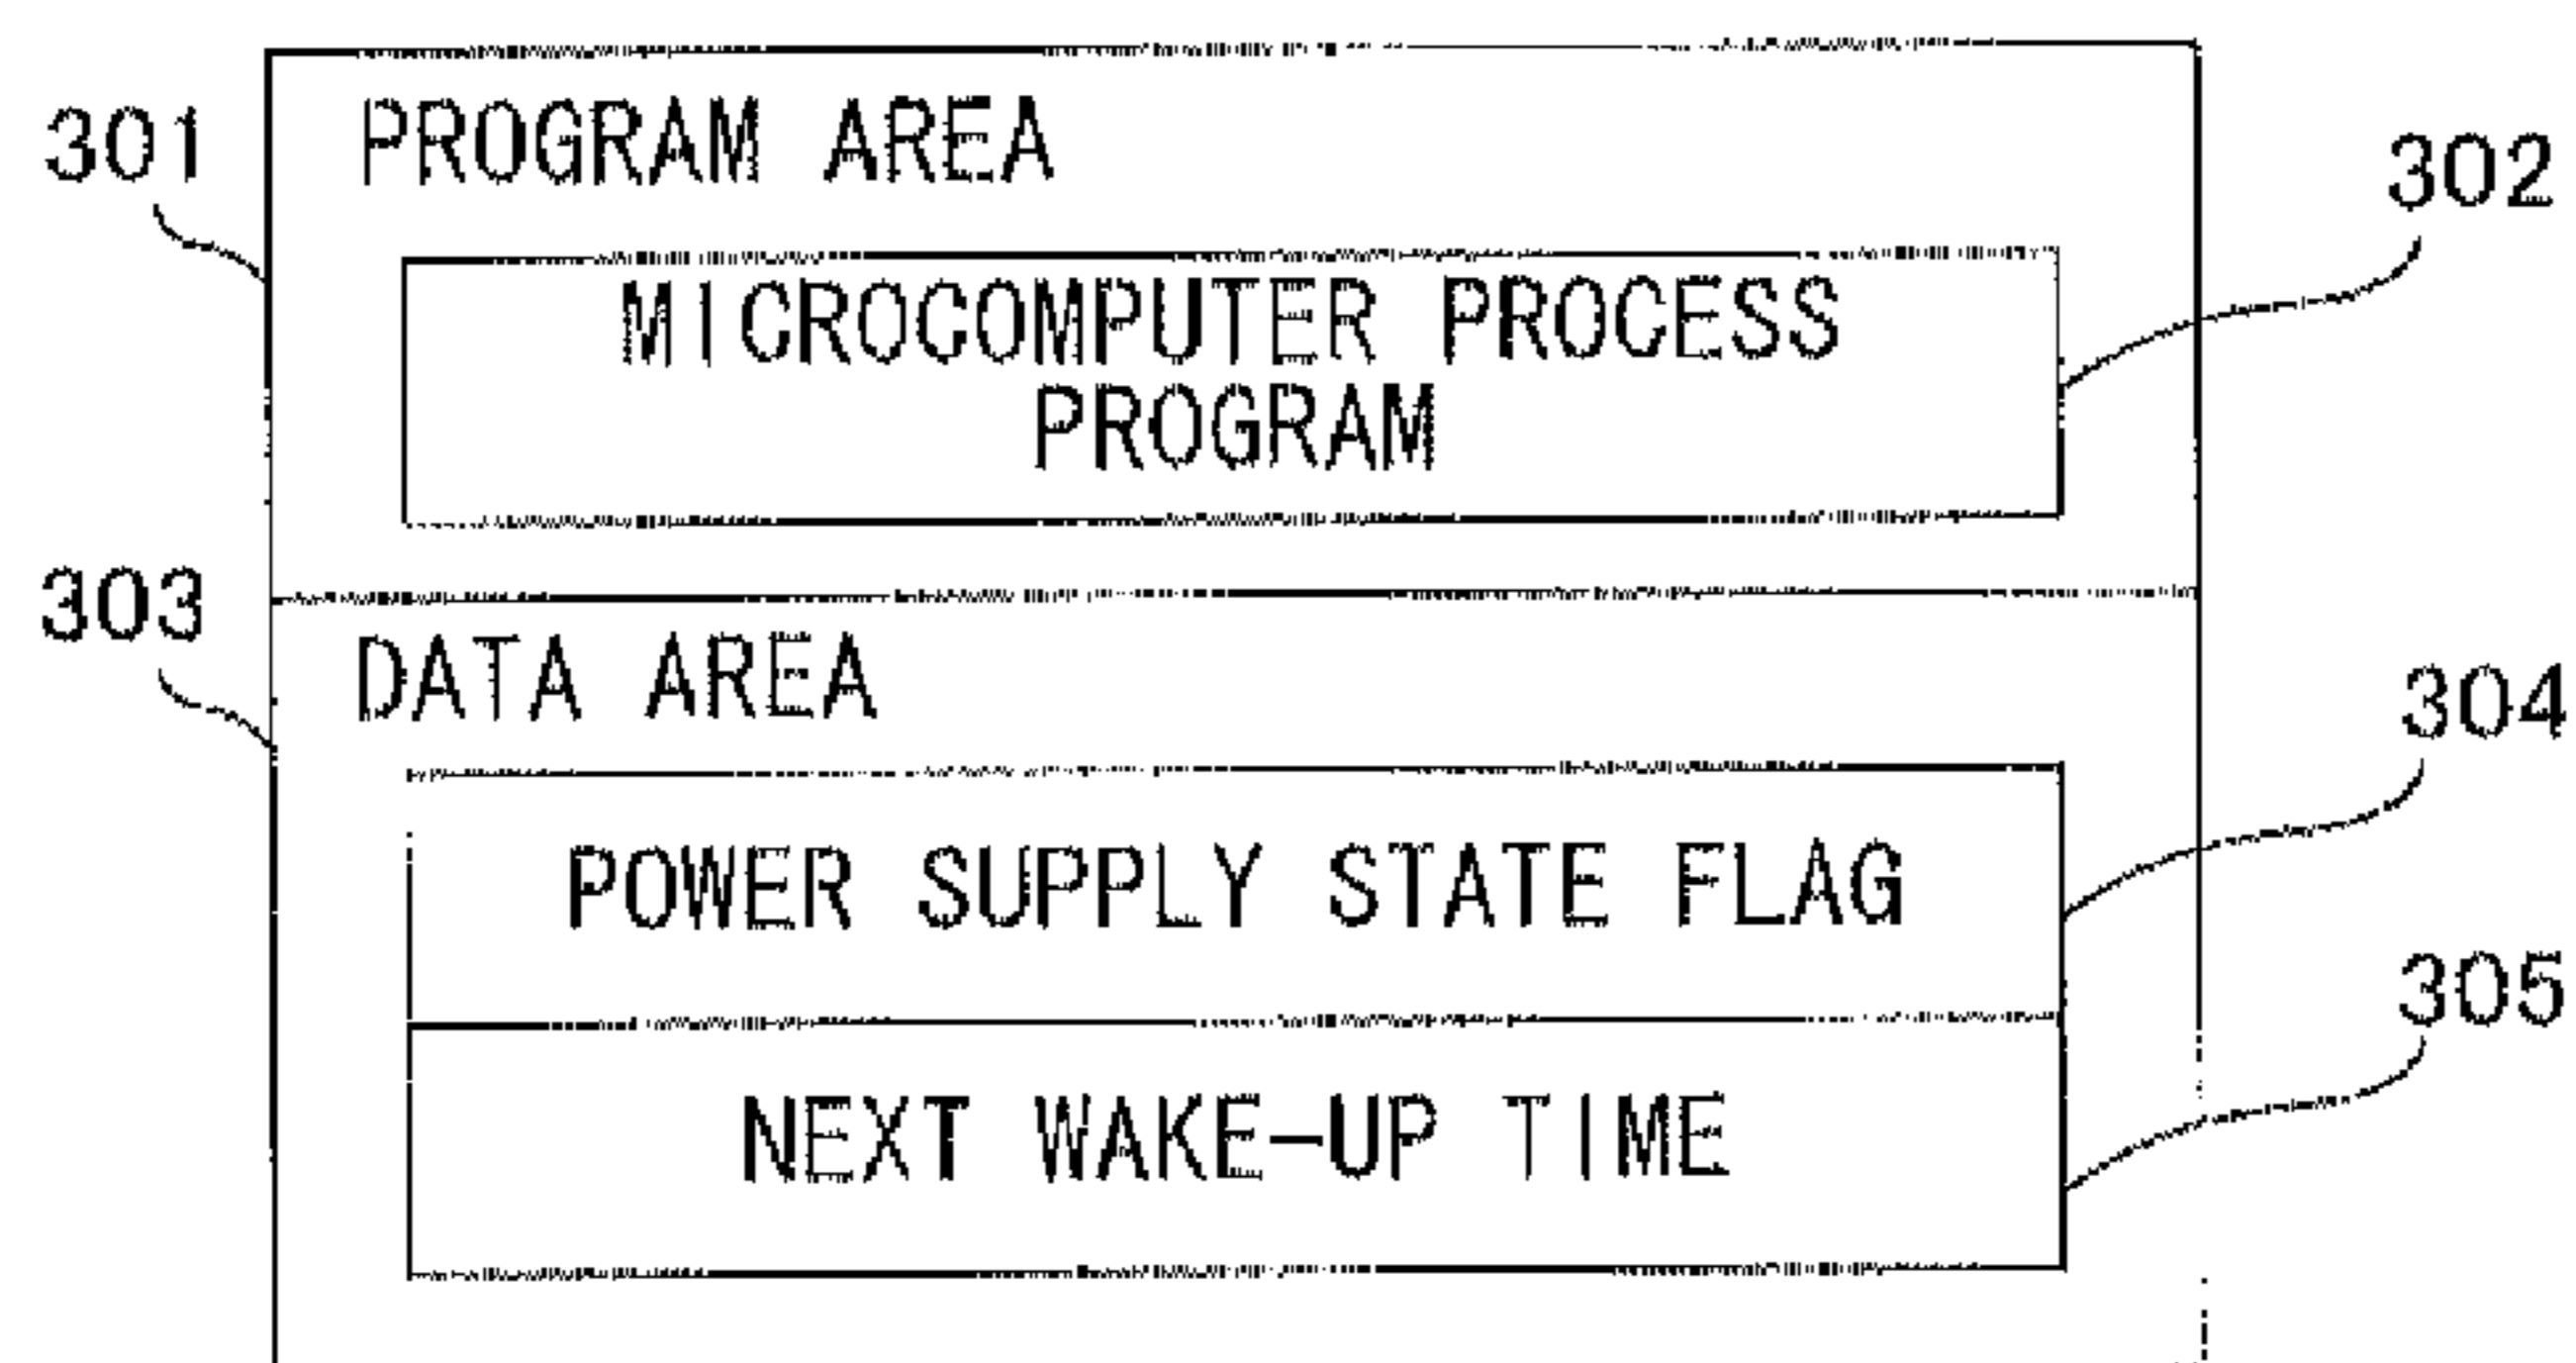 301
PROGRAM AREA
302
MICROCOMPUTER PROCESS
PROGRAM
303
DATA AREA
304
POWER SUPPLY STATE FLAG
305
NEXT WAKE-UP TIME